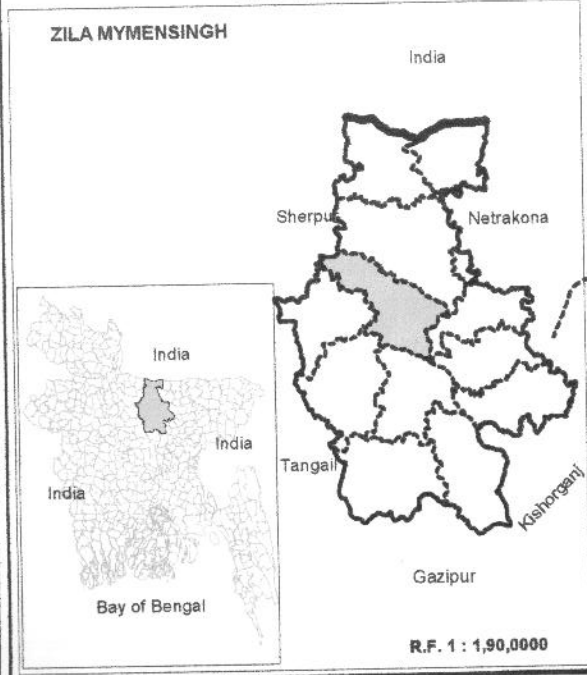 ZILA MYMENSINGH
India
Sherpur
Netrakona
India
India
India
Tangail
Kishorganj
Bay of Bengal
Gazipur
R.F. 1 : 1,90,0000